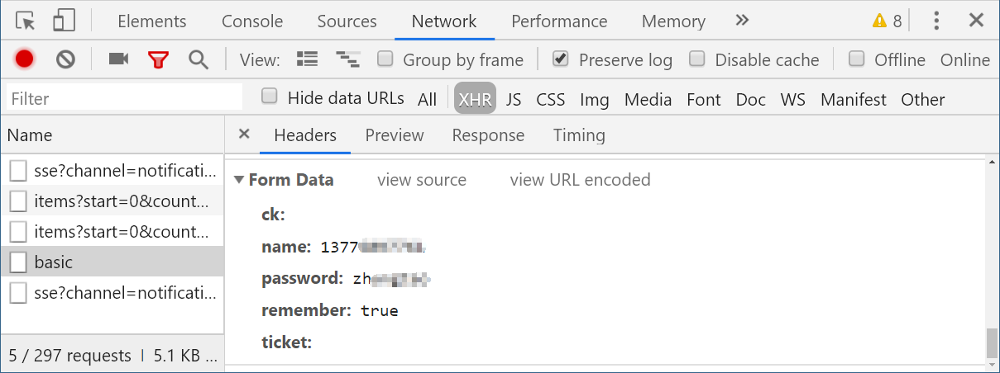 Elements Console Sources Network Performance Memory » 8
View: Group by frame Preserve log Disable cache Offline Online
Filter Hide data URLs All XHR JS CSS Img Media Font Doc WS Manifest Other
Name × Headers Preview Response Timing
sse?channel=notificati...
items?start=0&count...
items?start=0&count...
basic
sse?channel=notificati...
5 / 297 requests | 5.1 KB ...
▼ Form Data view source view URL encoded
ck:
name: 1377
password: zh
remember: true
ticket: